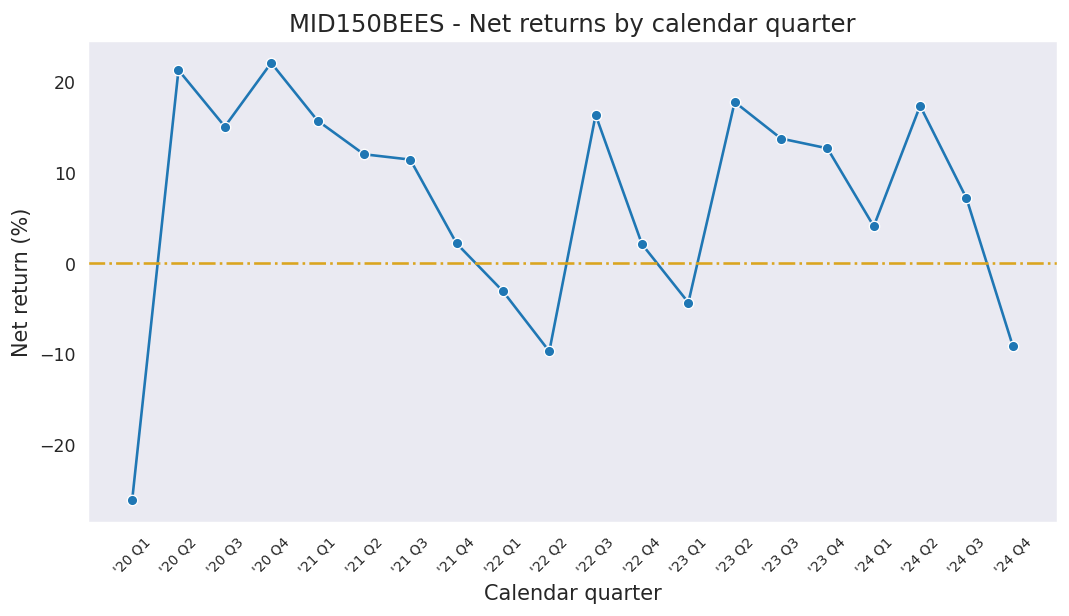 MID150BEES - Net returns by calendar quarter
Net return (%)
20
10
0
−10
−20
'20 Q1
'20 Q2
'20 Q3
'20 Q4
'21 Q1
'21 Q2
'21 Q3
'21 Q4
'22 Q1
'22 Q2
'22 Q3
'22 Q4
'23 Q1
'23 Q2
'23 Q3
'23 Q4
'24 Q1
'24 Q2
'24 Q3
'24 Q4
Calendar quarter